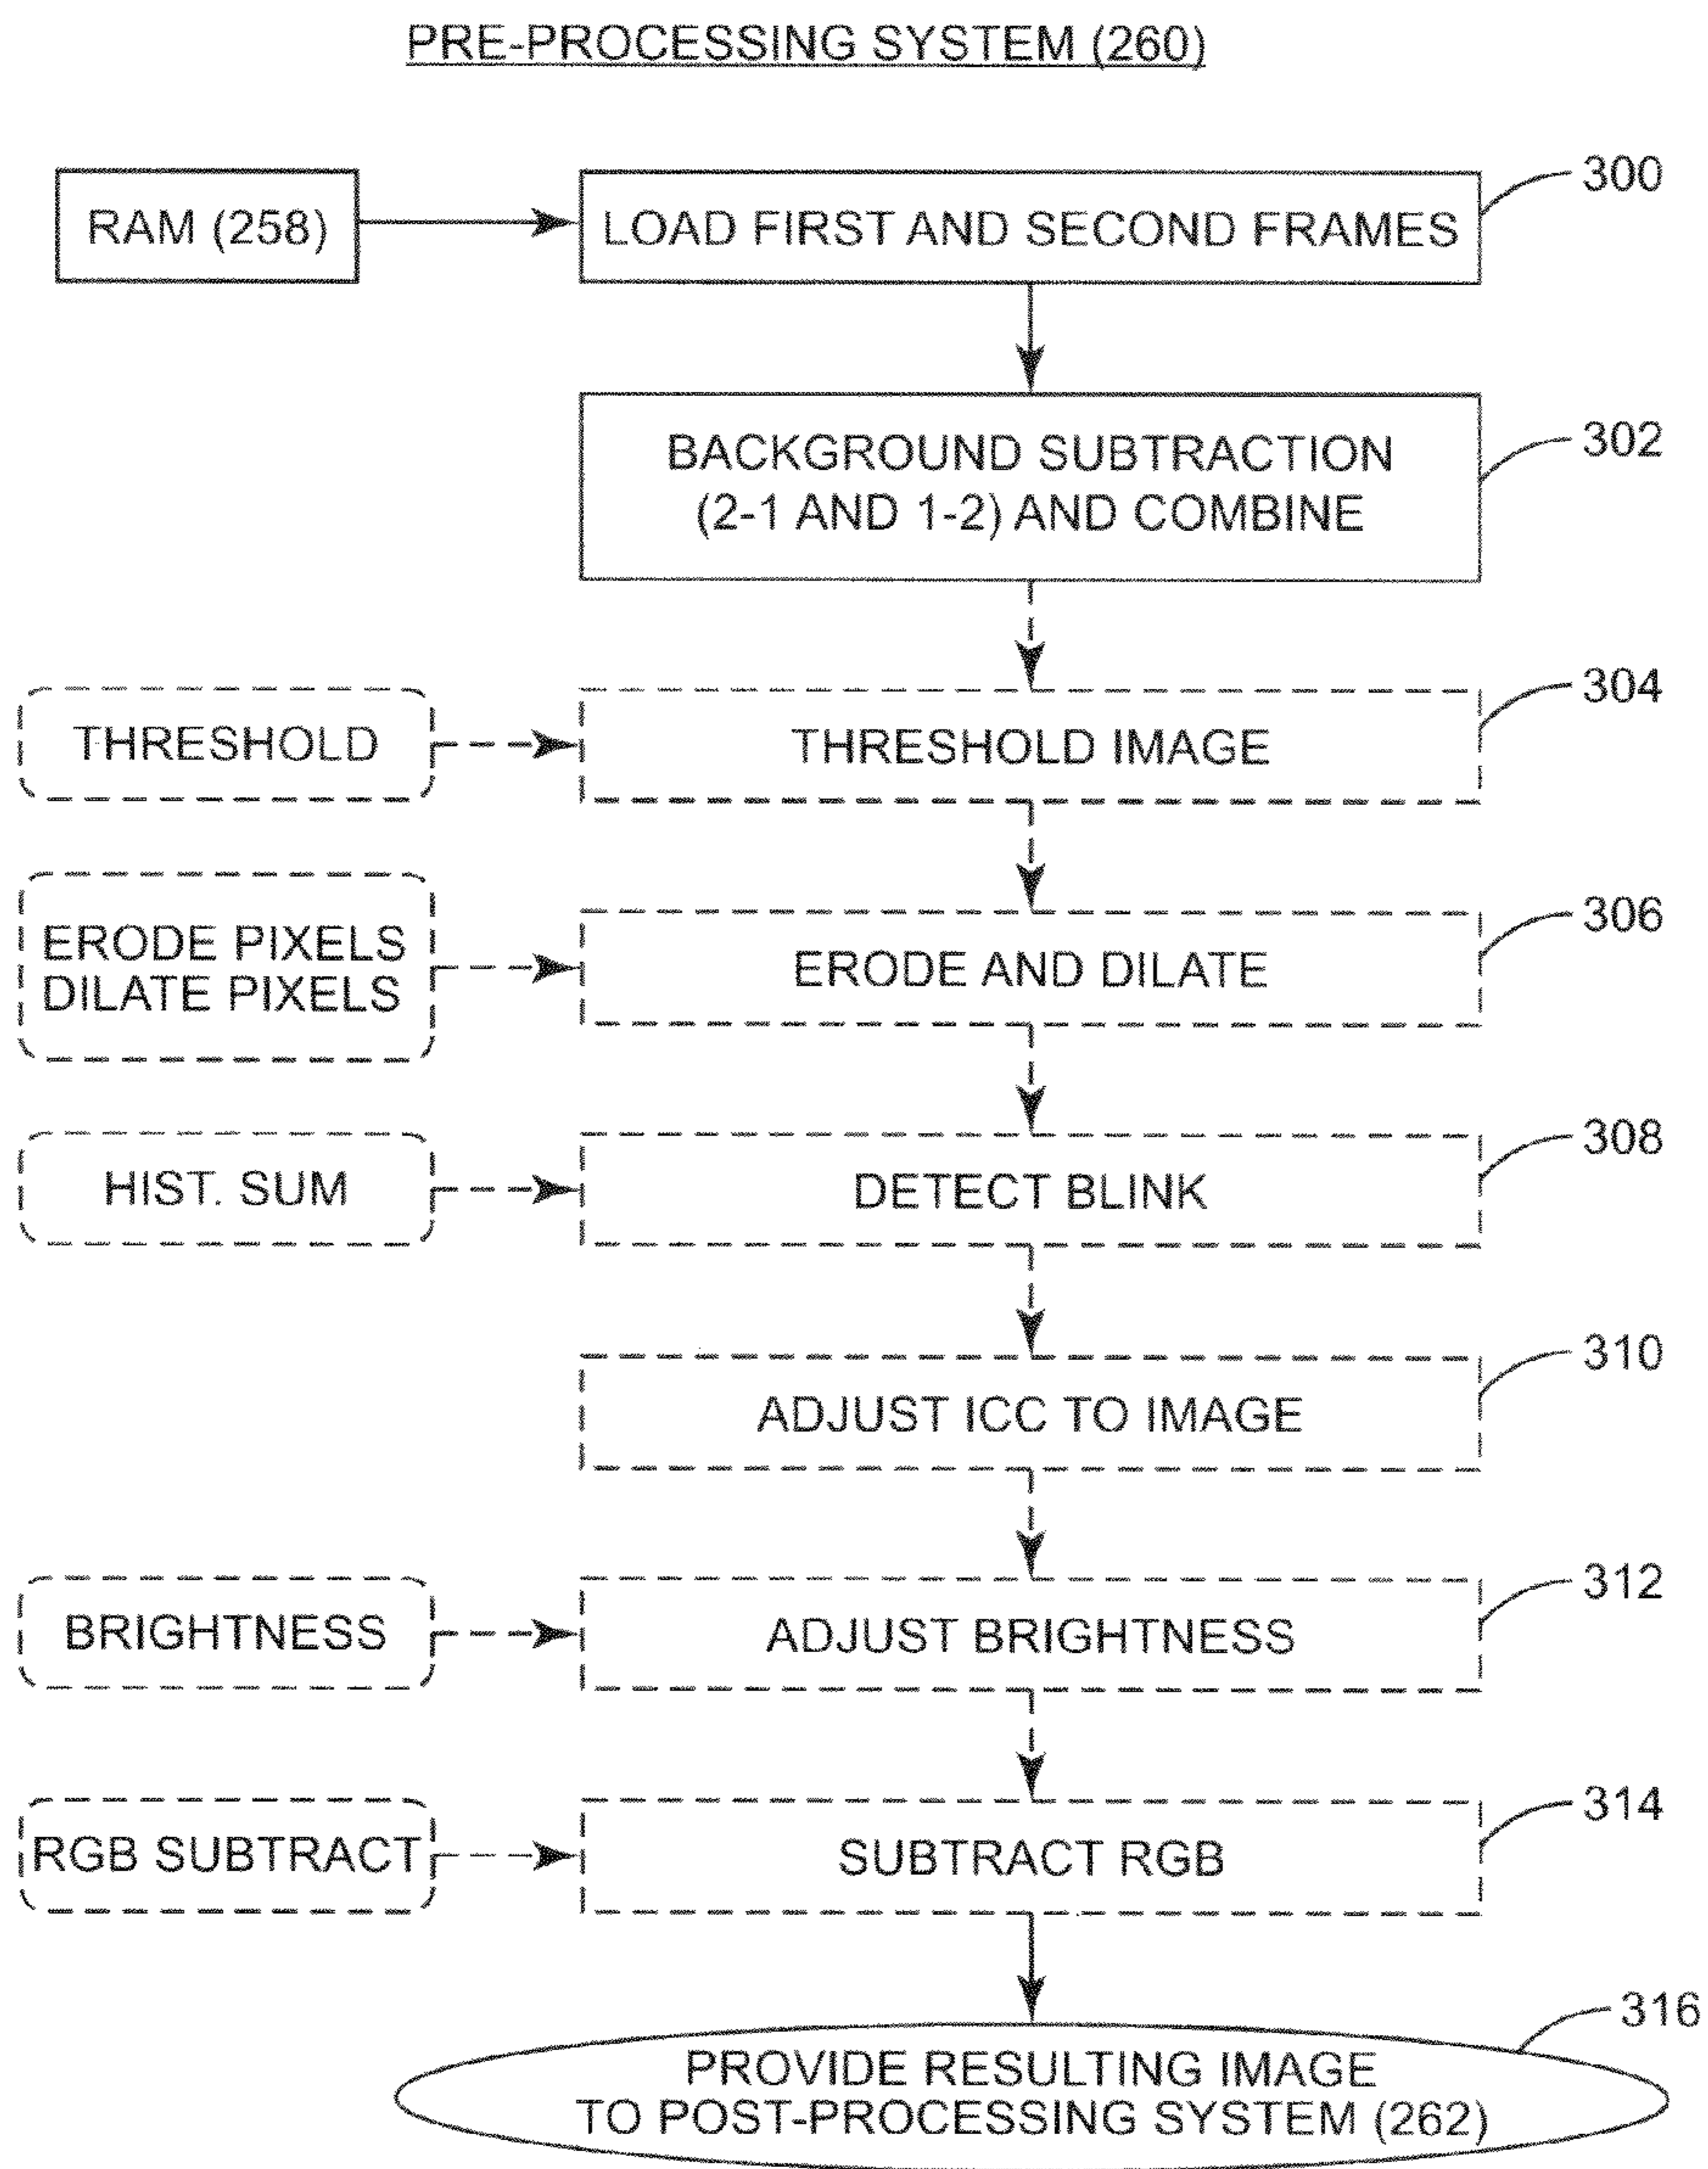 PRE-PROCESSING SYSTEM (260)
RAM (258)
LOAD FIRST AND SECOND FRAMES
300
BACKGROUND SUBTRACTION
(2-1 AND 1-2) AND COMBINE
302
THRESHOLD
THRESHOLD IMAGE
304
ERODE PIXELS
DILATE PIXELS
ERODE AND DILATE
306
HIST. SUM
DETECT BLINK
308
ADJUST ICC TO IMAGE
310
BRIGHTNESS
ADJUST BRIGHTNESS
312
RGB SUBTRACT
SUBTRACT RGB
314
PROVIDE RESULTING IMAGE
TO POST-PROCESSING SYSTEM (262)
316